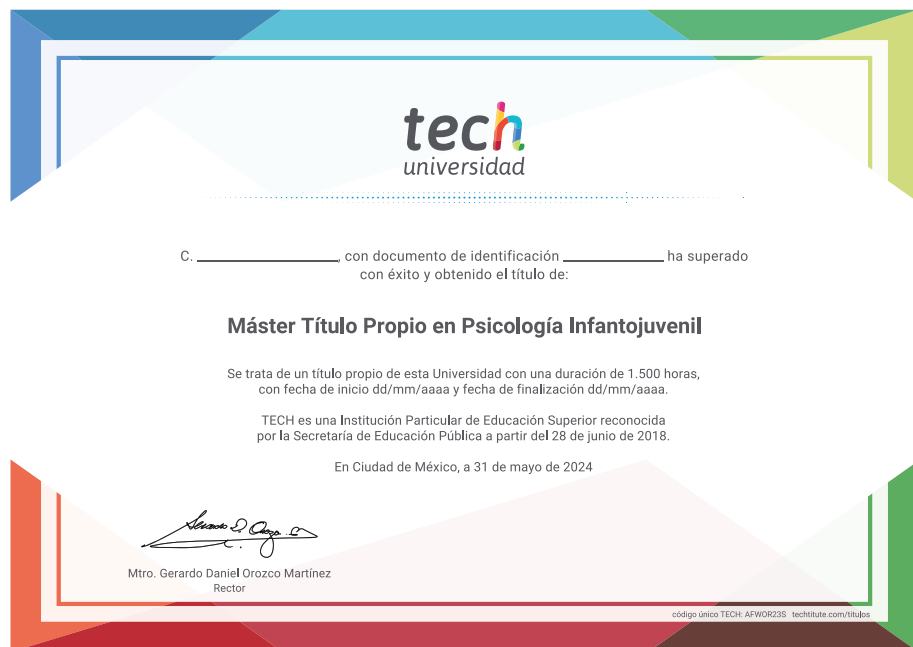 tech
universidad
C. ____________, con documento de identificación ____________ ha superado
con éxito y obtenido el título de:
Máster Título Propio en Psicología Infantojuvenil
Se trata de un título propio de esta Universidad con una duración de 1.500 horas,
con fecha de inicio dd/mm/aaaa y fecha de finalización dd/mm/aaaa.
TECH es una Institución Particular de Educación Superior reconocida
por la Secretaría de Educación Pública a partir del 28 de junio de 2018.
En Ciudad de México, a 31 de mayo de 2024
Mtro. Gerardo Daniel Orozco Martínez
Rector
código único TECH: AFWOR23S techtitute.com/titulos